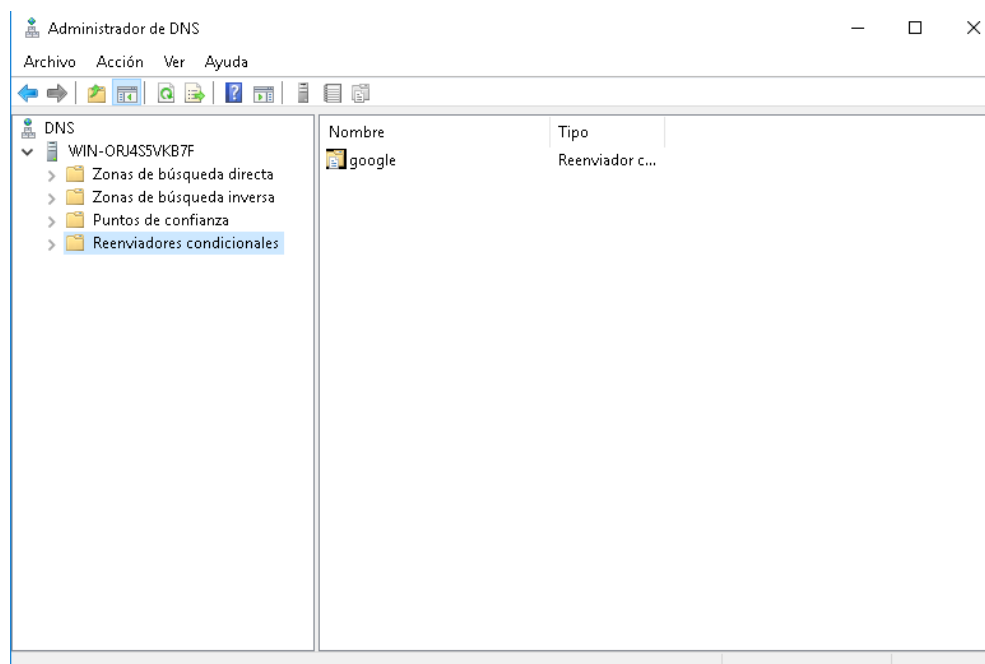 Administrador de DNS
Archivo Acción Ver Ayuda
DNS
WIN-ORJ4S5VKB7F
Zonas de búsqueda directa
Zonas de búsqueda inversa
Puntos de confianza
Reenviadores condicionales
Nombre Tipo
google Reenviador c...